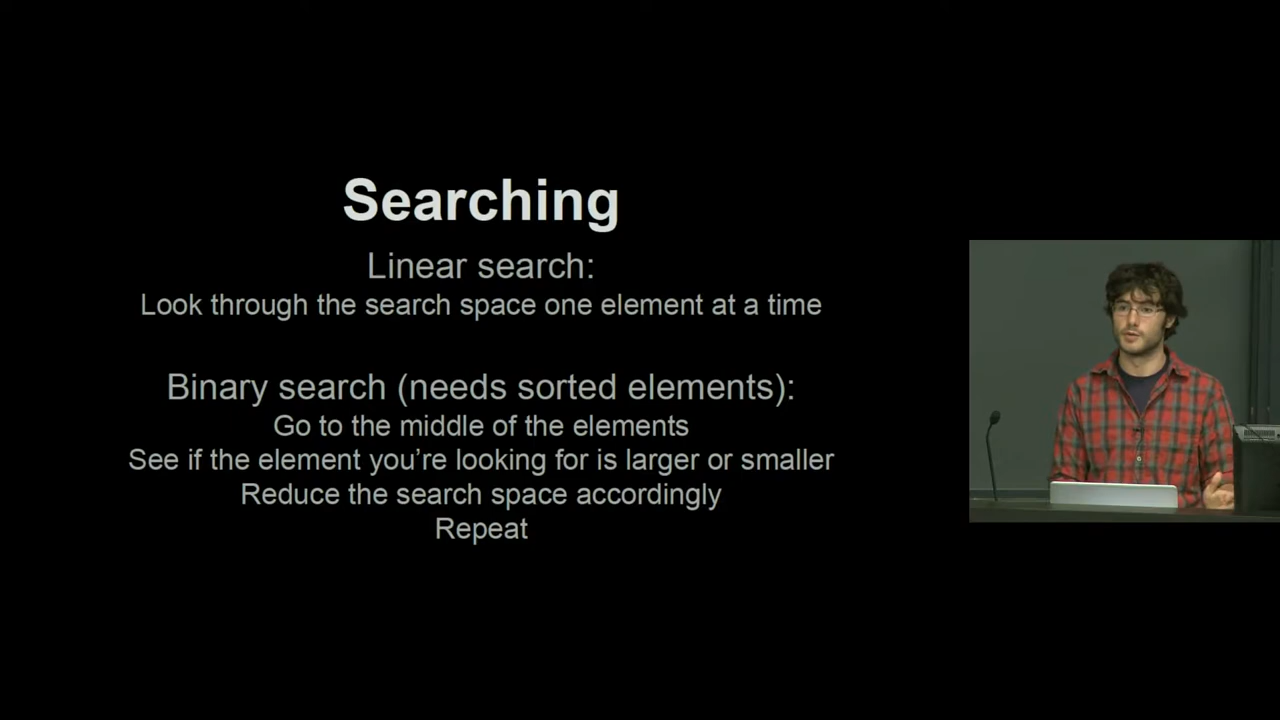 Searching
Linear search:
Look through the search space one element at a time
Binary search (needs sorted elements):
Go to the middle of the elements
See if the element you’re looking for is larger or smaller
Reduce the search space accordingly
Repeat